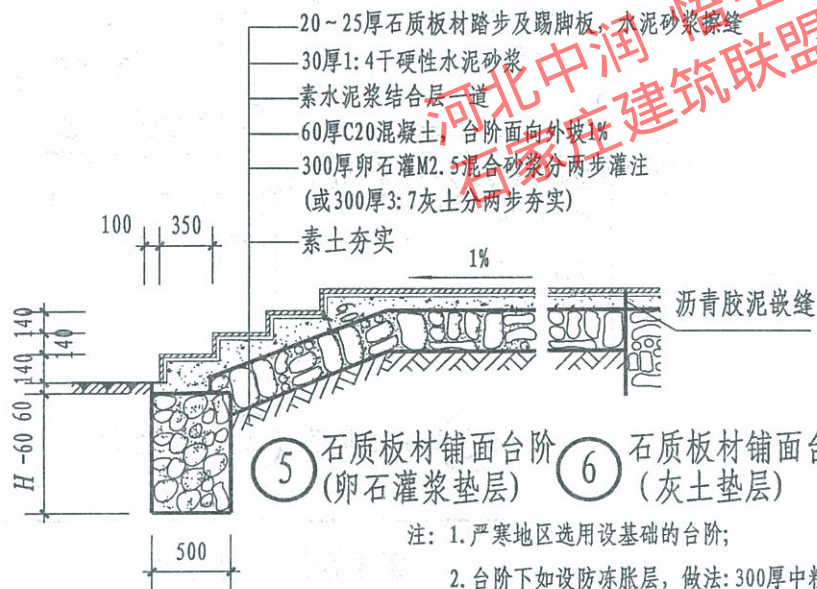 20~25厚石质板材踏步及踢脚板，水泥砂浆擦缝
30厚1:4干硬性水泥砂浆
素水泥浆结合层一道
60厚C20混凝土，台阶面向外坡1%
300厚卵石灌M2.5混合砂浆分两步灌注
(或300厚3:7灰土分两步夯实)
素土夯实
河北中润
石家庄建筑联盟
100 350
1%
沥青胶泥嵌缝
60
140
140
140
60
H-60
500
5 石质板材铺面台阶
(卵石灌浆垫层)
6 石质板材铺面台
(灰土垫层)
注: 1.严寒地区选用设基础的台阶;
2.台阶下如设防冻胀层，做法:300厚中粗